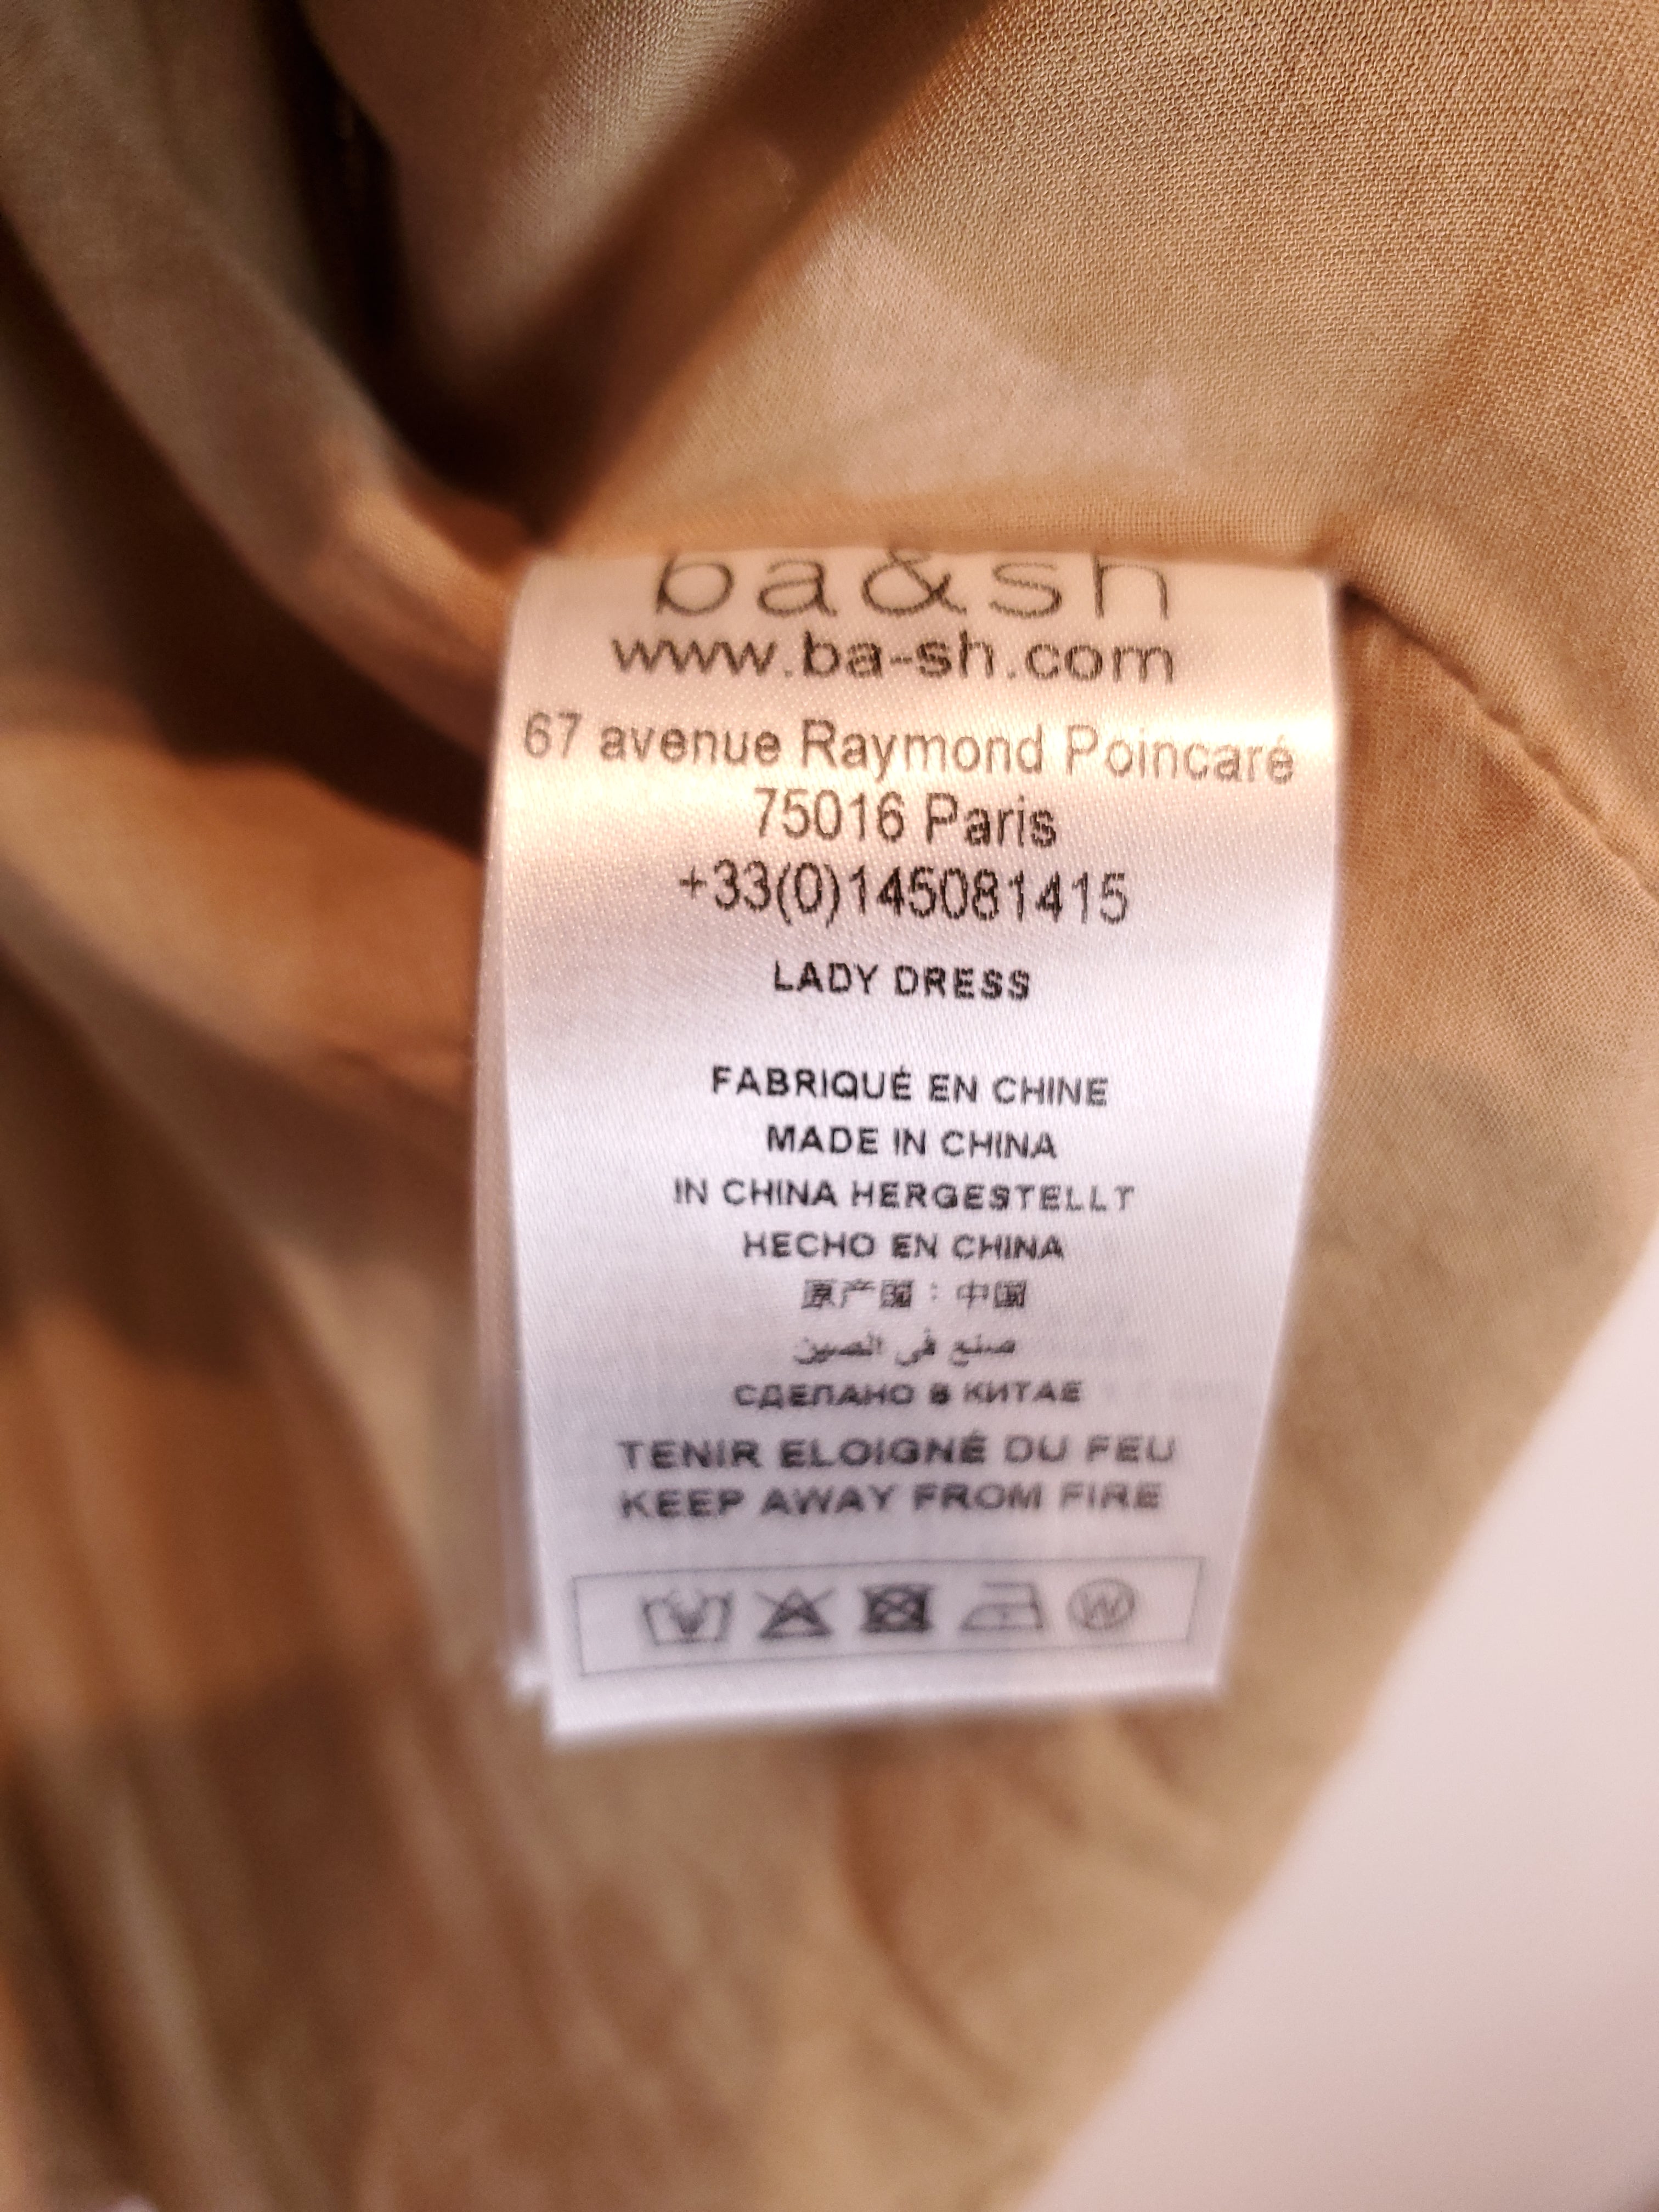 ba&sh
www.ba-sh.com
67 avenue Raymond Poincaré
75016 Paris
+33(0)145081415
LADY DRESS
FABRIQUÉ EN CHINE
MADE IN CHINA
IN CHINA HERGESTELLT
HECHO EN CHINA
原产国：中国
صنع في الصين
СДЕЛАНО В КИТАЕ
TENIR ELOIGNÉ DU FEU
KEEP AWAY FROM FIRE
W